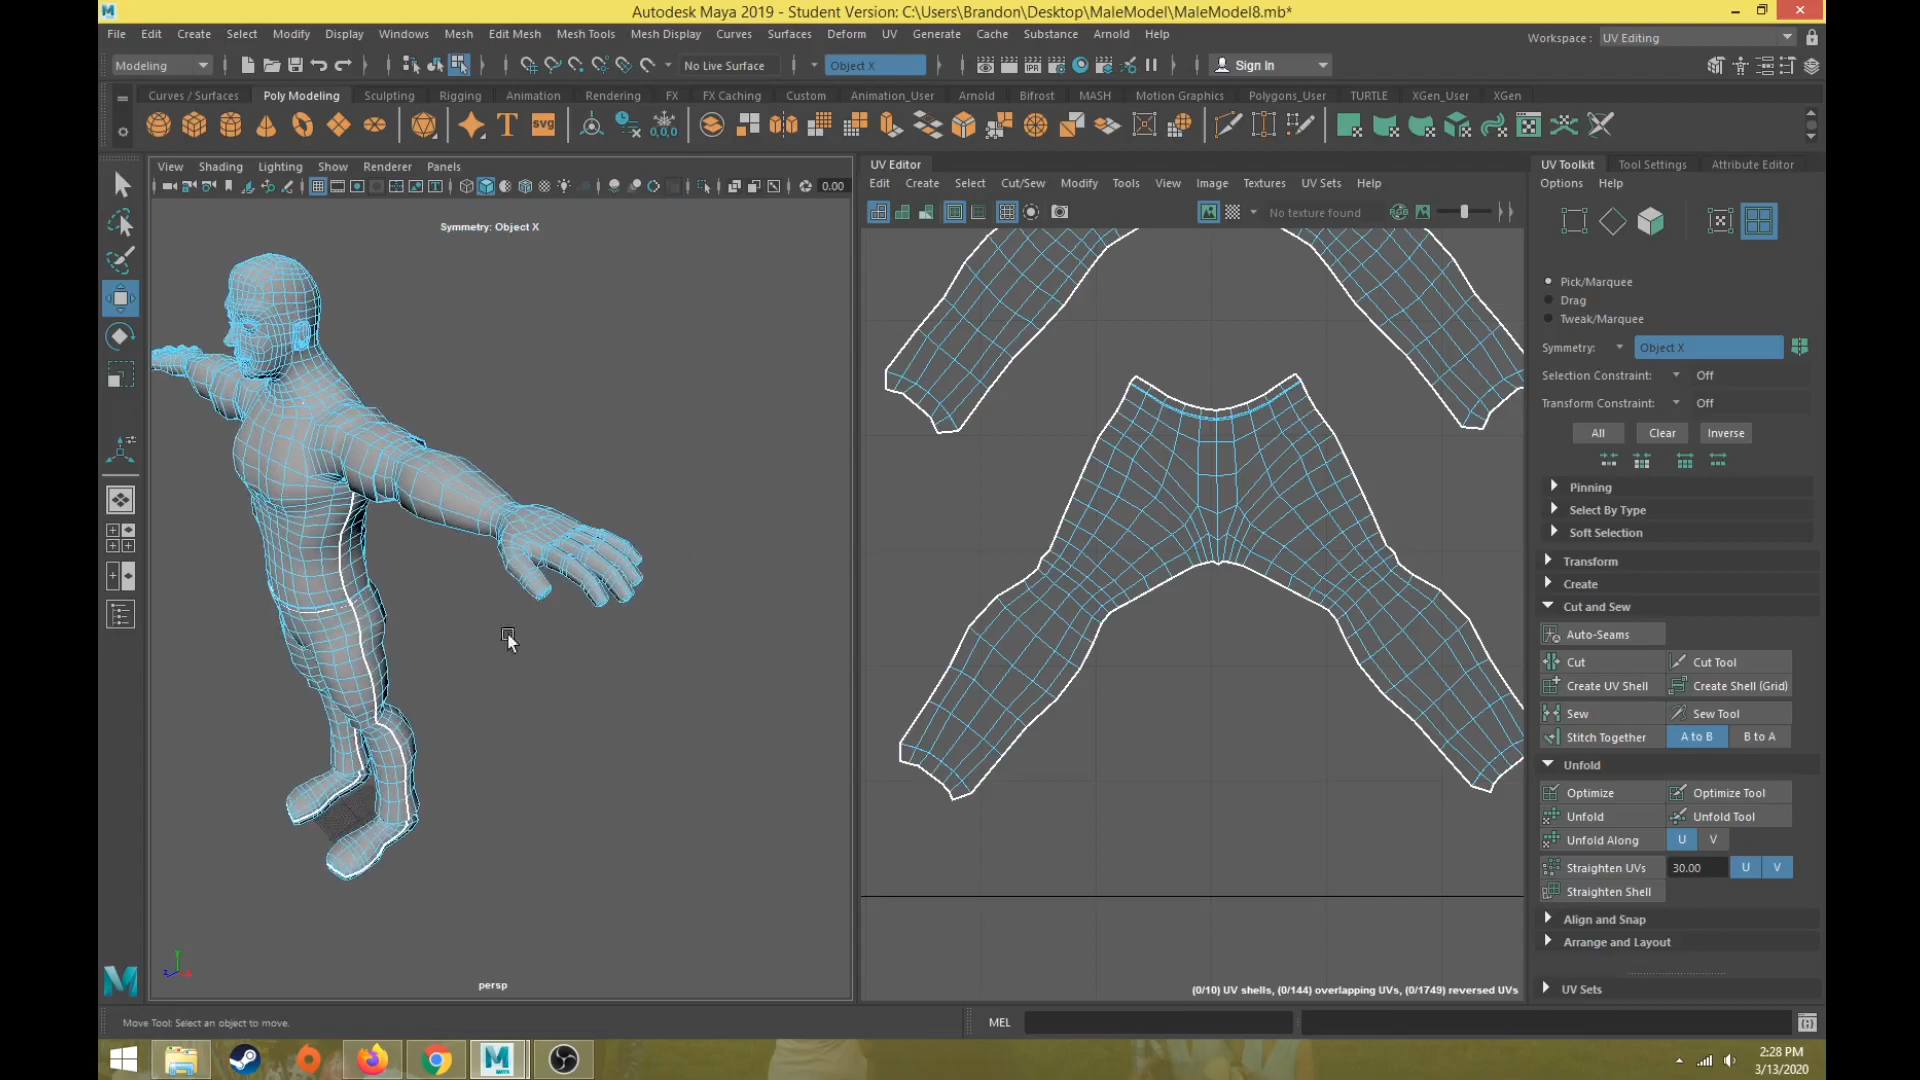 Autodesk Maya 2019 - Student Version: C:\Users\Brandon\Desktop\MaleModel\MaleModel8.mb*
File Edit Create Select Modify Display Windows Mesh Edit Mesh Mesh Tools Mesh Display Curves Surfaces Deform UV Generate Cache Substance Arnold Help
Workspace : UV Editing
Modeling No Live Surface Object X Sign In
Curves / Surfaces Poly Modeling Sculpting Rigging Animation Rendering FX FX Caching Custom Animation_User Arnold Bifrost MASH Motion Graphics Polygons_User TURTLE XGen_User XGen
T SVG 0,0,0
View Shading Lighting Show Renderer Panels
0.00
Symmetry: Object X
persp
UV Editor
Edit Create Select Cut/Sew Modify Tools View Image Textures UV Sets Help
No texture found
(0/10) UV shells, (0/144) overlapping UVs, (0/1749) reversed UVs
UV Toolkit Tool Settings Attribute Editor
Options Help
Pick/Marquee
Drag
Tweak/Marquee
Symmetry: Object X
Selection Constraint: Off
Transform Constraint: Off
All Clear Inverse
Pinning
Select By Type
Soft Selection
Transform
Create
Cut and Sew
Auto-Seams
Cut Cut Tool
Create UV Shell Create Shell (Grid)
Sew Sew Tool
Stitch Together A to B B to A
Unfold
Optimize Optimize Tool
Unfold Unfold Tool
Unfold Along U V
Straighten UVs 30.00 U V
Straighten Shell
Align and Snap
Arrange and Layout
UV Sets
Move Tool: Select an object to move.
MEL
2:28 PM
3/13/2020